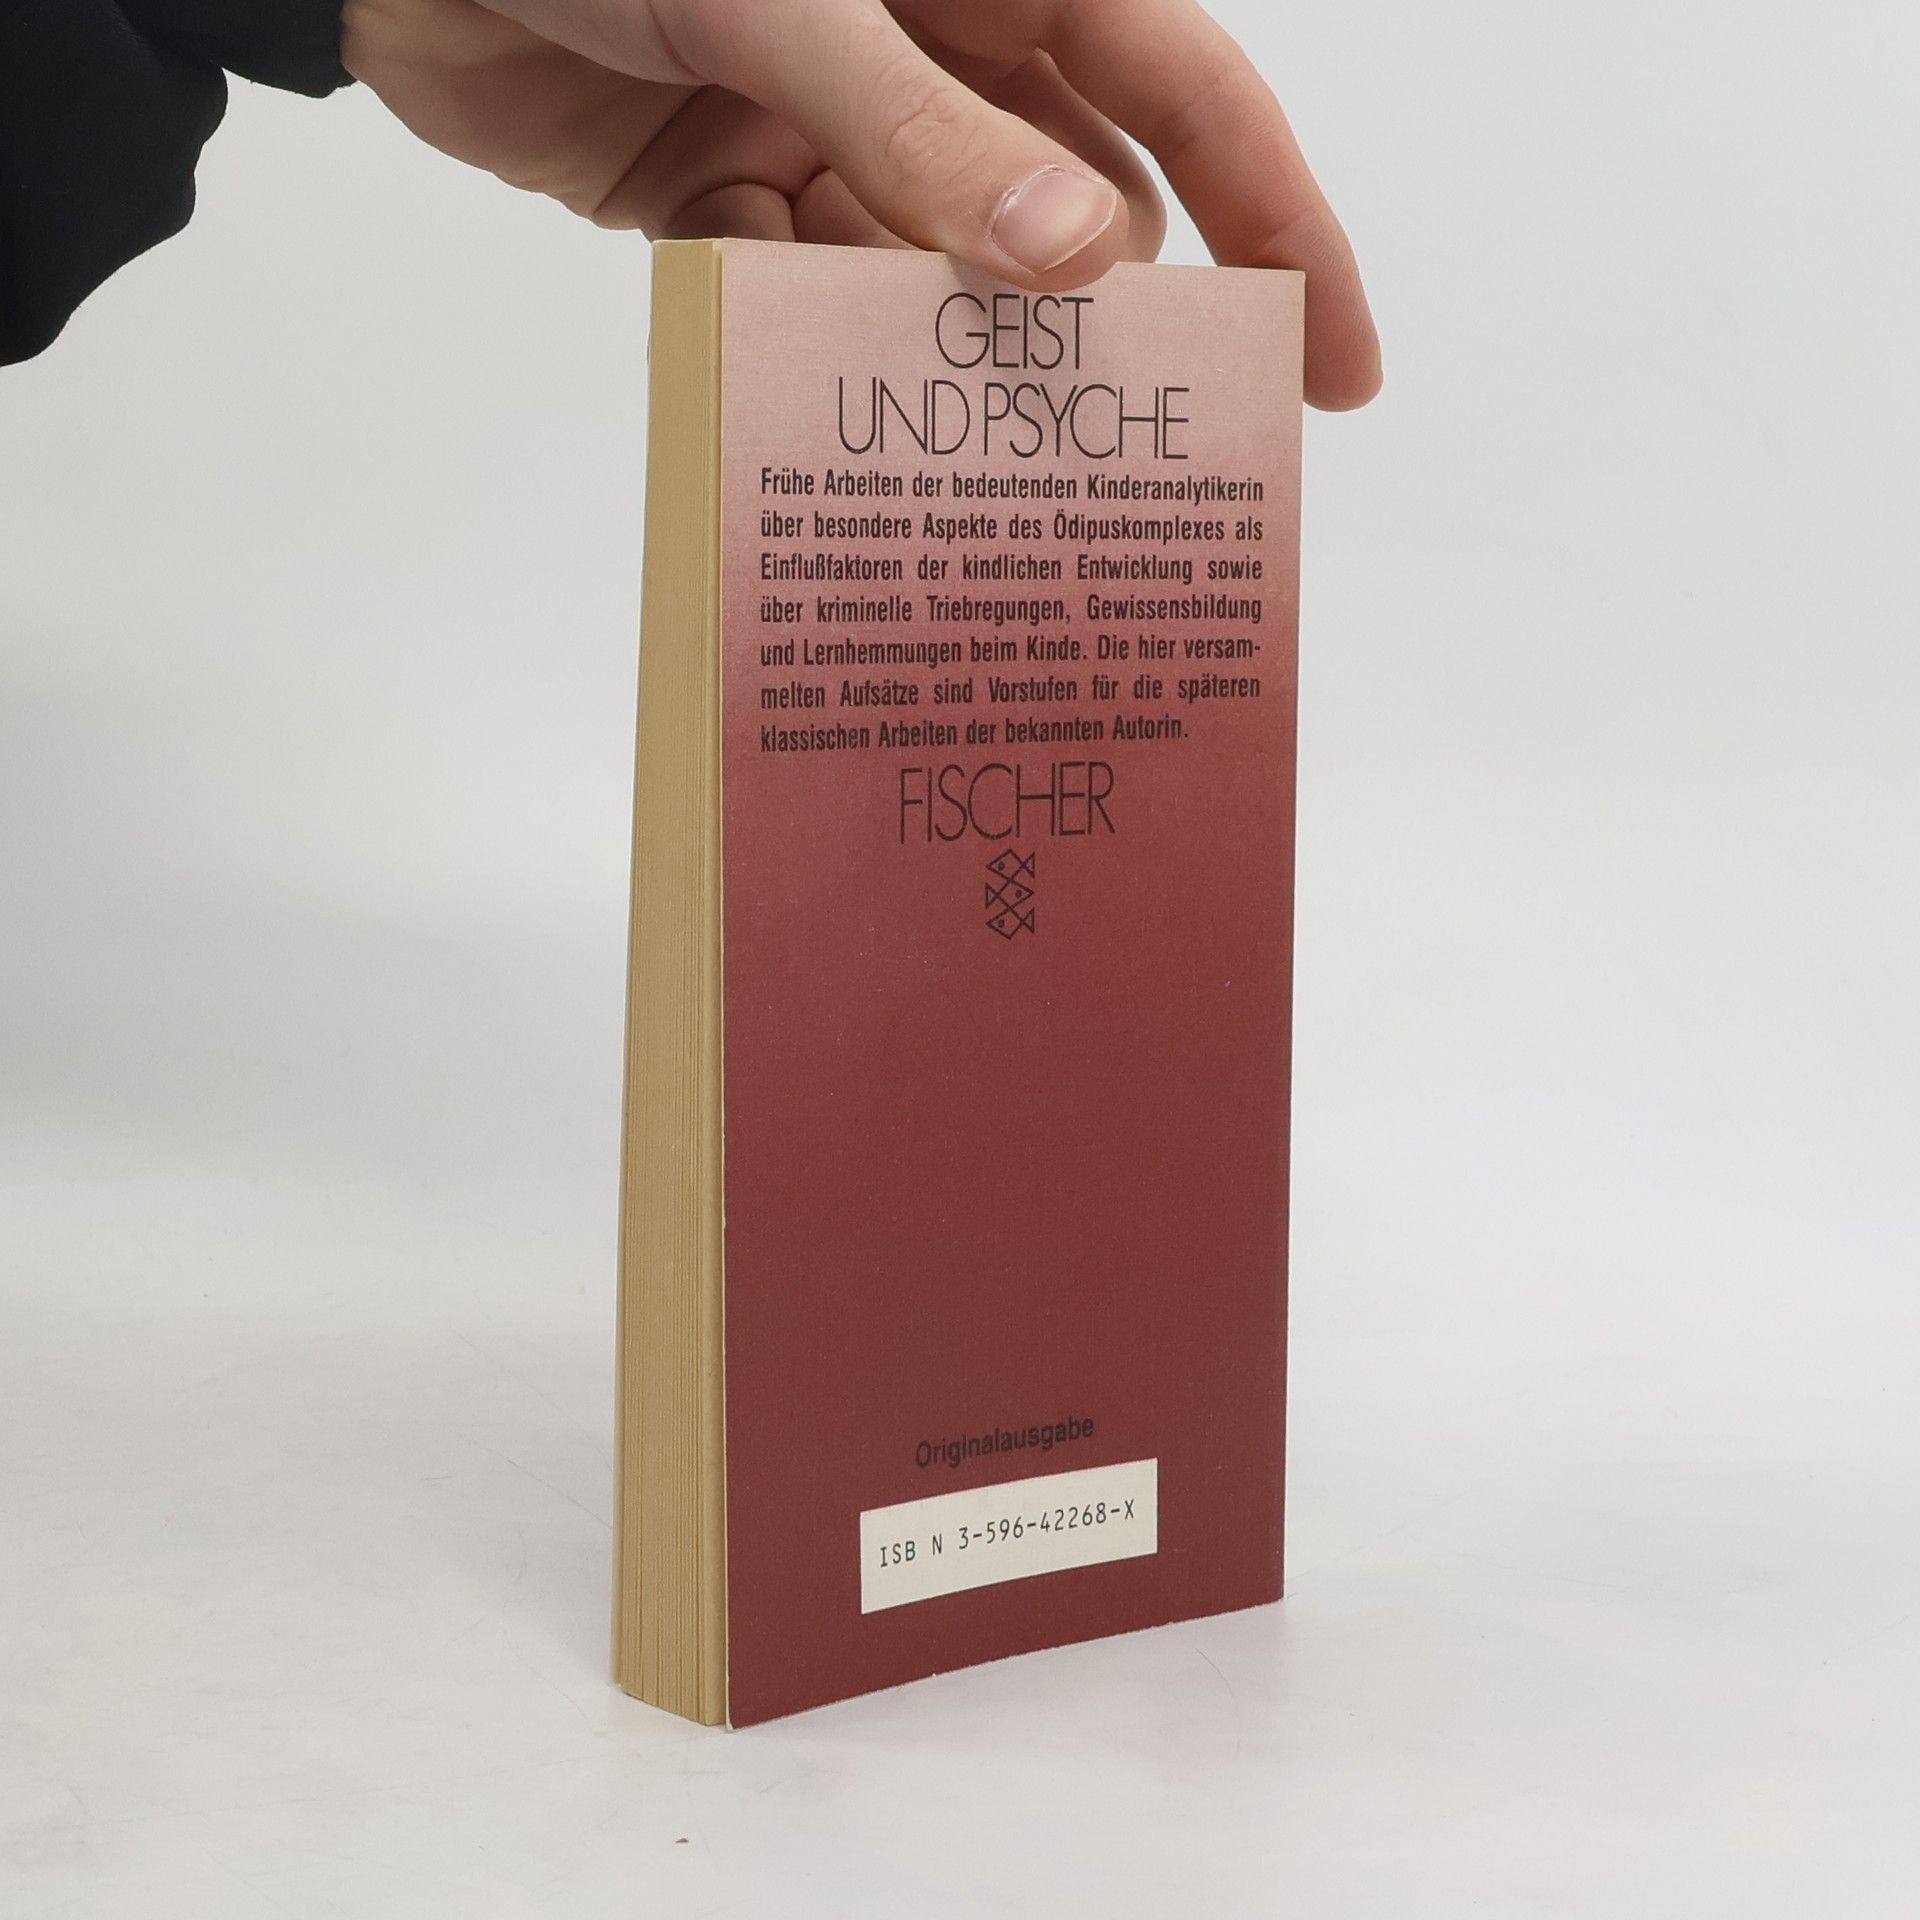 GEIST
UND PSYCHE
Frühe Arbeiten der bedeutenden Kinderanalytikerin
über besondere Aspekte des Ödipuskomplexes als
Einflußfaktoren der kindlichen Entwicklung sowie
über kriminelle Triebregungen, Gewissensbildung
und Lernhemmungen beim Kinde. Die hier versam-
melten Aufsätze sind Vorstufen für die späteren
klassischen Arbeiten der bekannten Autorin.
FISCHER
Originalausgabe
ISB N 3-596-42268-X